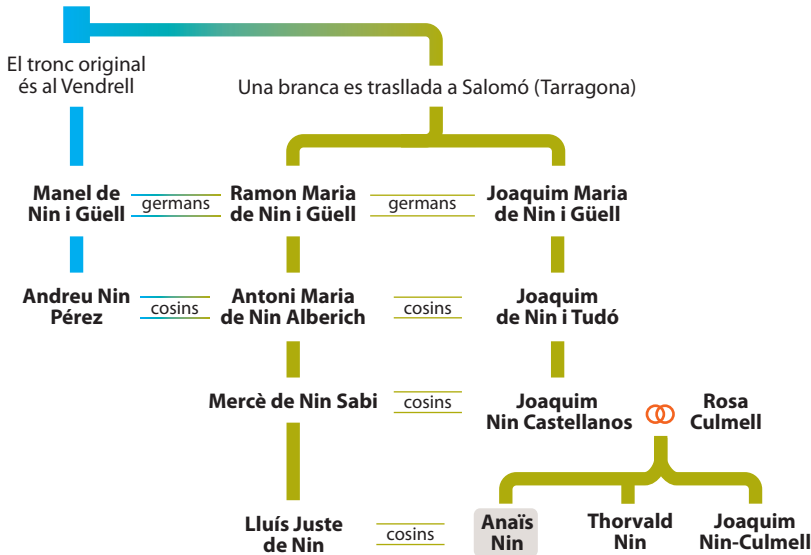 El tronc original
és al Vendrell
Una branca es trasllada a Salomó (Tarragona)
Manel de
Nin i Güell
germans
Ramon Maria
de Nin i Güell
germans
Joaquim Maria
de Nin i Güell
Andreu Nin
Pérez
cosins
Antoni Maria
de Nin Alberich
cosins
Joaquim
de Nin i Tudó
Mercè de Nin Sabi
cosins
Joaquim
Nin Castellanos
Rosa
Culmell
Lluís Juste
de Nin
cosins
Anaïs
Nin
Thorvald
Nin
Joaquim
Nin-Culmell